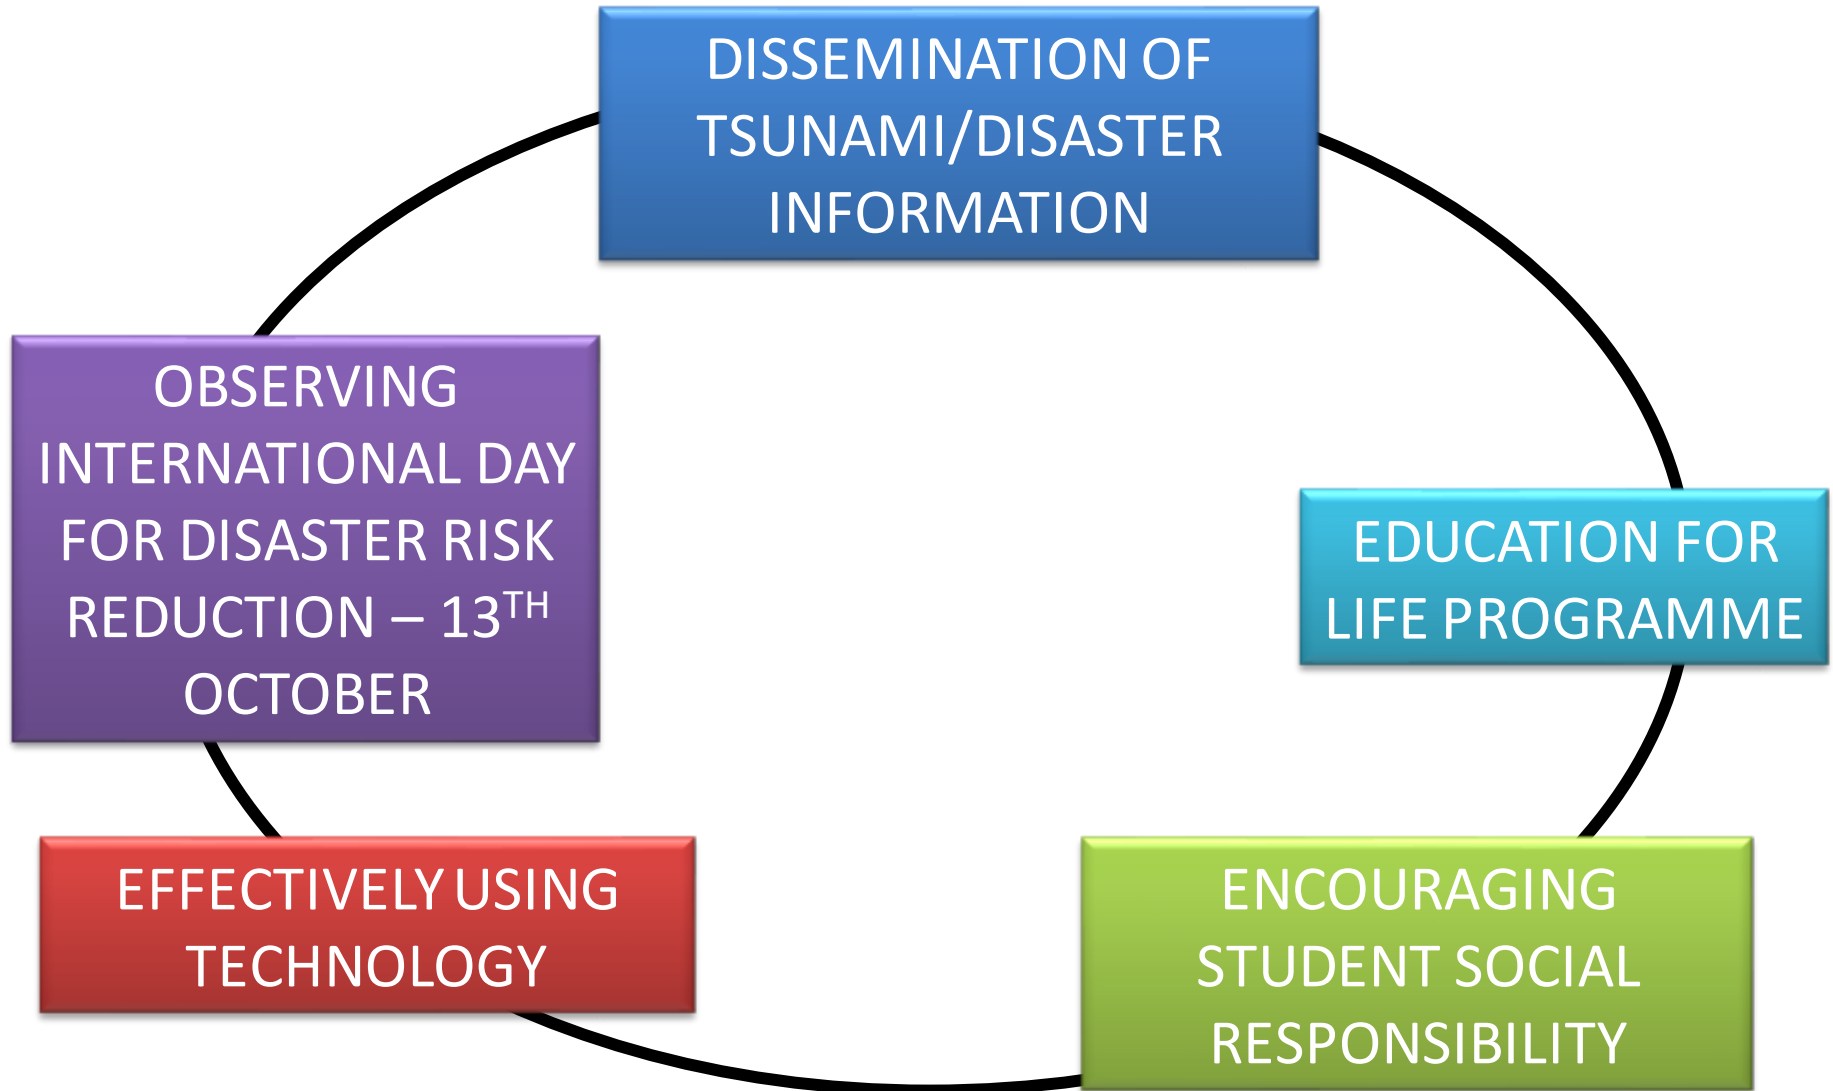 DISSEMINATION OF
TSUNAMI/DISASTER
INFORMATION
EDUCATION FOR
LIFE PROGRAMME
ENCOURAGING
STUDENT SOCIAL
RESPONSIBILITY
EFFECTIVELY USING
TECHNOLOGY
OBSERVING
INTERNATIONAL DAY
FOR DISASTER RISK
REDUCTION – 13TH
OCTOBER